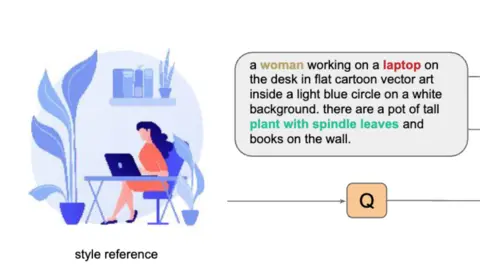 a woman working on a laptop on
the desk in flat cartoon vector art
inside a light blue circle on a white
background. there are a pot of tall
plant with spindle leaves and
books on the wall.
Q
style reference